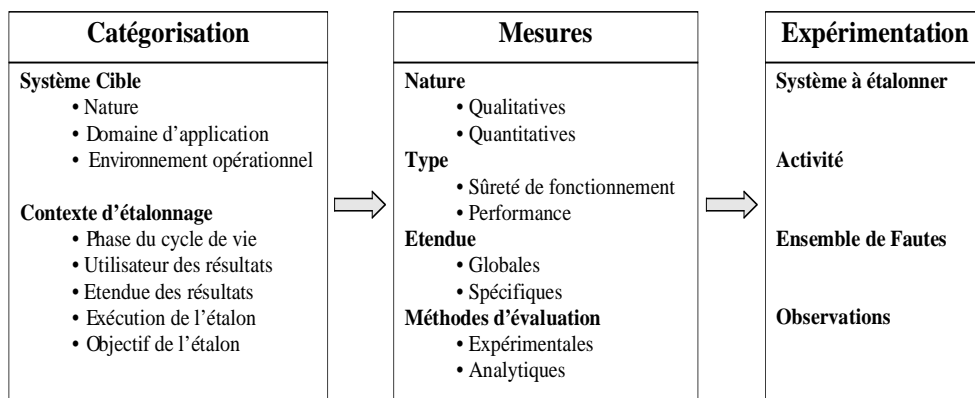 Catégorisation
Système Cible
• Nature
• Domaine d'application
• Environnement opérationnel
Contexte d'étalonnage
• Phase du cycle de vie
• Utilisateur des résultats
• Etendue des résultats
• Exécution de l'étalon
• Objectif de l'étalon
Mesures
Nature
• Qualitatives
• Quantitatives
Type
• Sûreté de fonctionnement
• Performance
Etendue
• Globales
• Spécifiques
Méthodes d'évaluation
• Expérimentales
• Analytiques
Expérimentation
Système à étalonner
Activité
Ensemble de Fautes
Observations